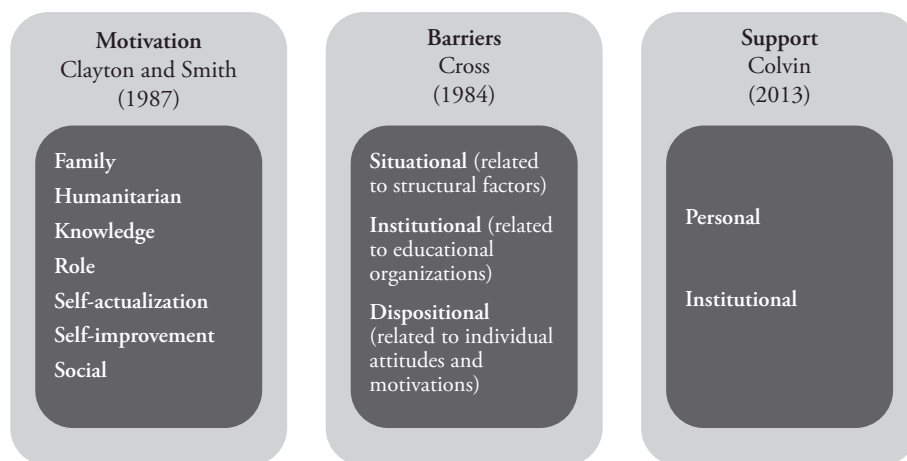 Motivation
Clayton and Smith
(1987)
Family
Humanitarian
Knowledge
Role
Self-actualization
Self-improvement
Social
Barriers
Cross
(1984)
Situational (related
to structural factors)
Institutional (related
to educational
organizations)
Dispositional
(related to individual
attitudes and
motivations)
Support
Colvin
(2013)
Personal
Institutional